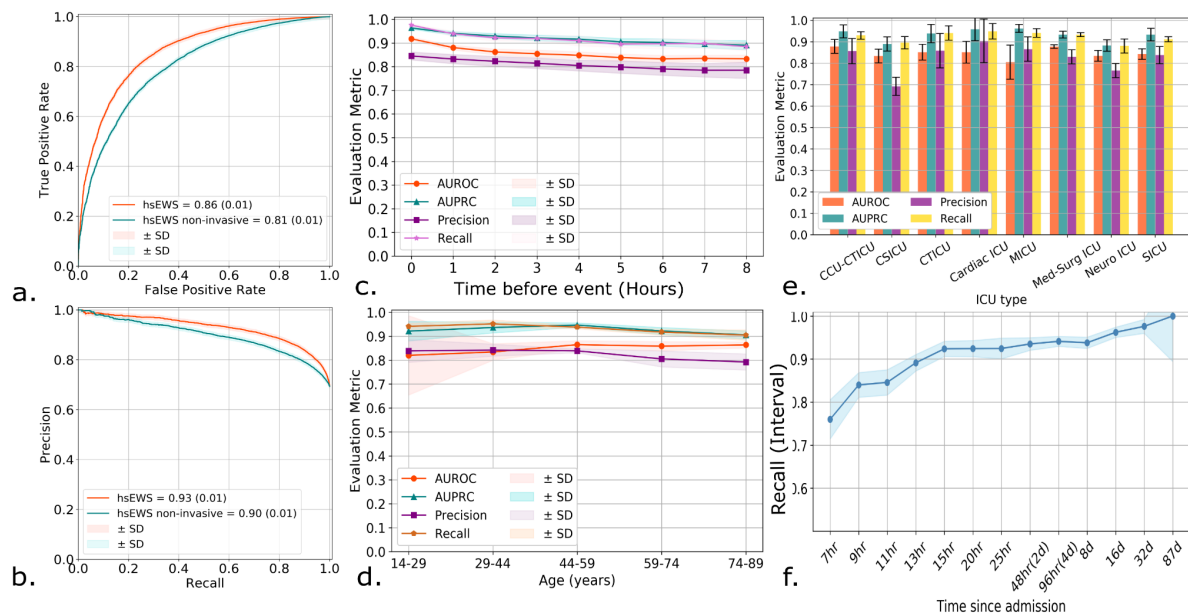 True Positive Rate
1.0
0.8
0.6
0.4
0.2
0.0
hsEWS = 0.86 (0.01)
hsEWS non-invasive = 0.81 (0.01)
± SD
± SD
0.0 0.2 0.4 0.6 0.8 1.0
False Positive Rate
a.
Precision
1.0
0.8
0.6
0.4
0.2
0.0
hsEWS = 0.93 (0.01)
hsEWS non-invasive = 0.90 (0.01)
± SD
± SD
0.0 0.2 0.4 0.6 0.8 1.0
Recall
b.
Evaluation Metric
1.0
0.9
0.8
0.7
0.6
0.5
0.4
0.3
0.2
0.1
0.0
AUROC ± SD
AUPRC ± SD
Precision ± SD
Recall ± SD
0 1 2 3 4 5 6 7 8
Time before event (Hours)
c.
Evaluation Metric
1.0
0.9
0.8
0.7
0.6
0.5
0.4
0.3
0.2
0.1
0.0
AUROC ± SD
AUPRC ± SD
Precision ± SD
Recall ± SD
14-29 29-44 44-59 59-74 74-89
Age (years)
d.
Evaluation Metric
1.0
0.9
0.8
0.7
0.6
0.5
0.4
0.3
0.2
0.1
0.0
AUROC Precision
AUPRC Recall
CCU-CTICU CSICU CTICU Cardiac ICU MICU Med-Surg ICU Neuro ICU SICU
ICU type
e.
Recall (Interval)
1.0
0.9
0.8
0.7
0.6
7hr 9hr 11hr 13hr 15hr 20hr 25hr 48hr(2d) 96hr(4d) 8d 16d 32d 87d
Time since admission
f.